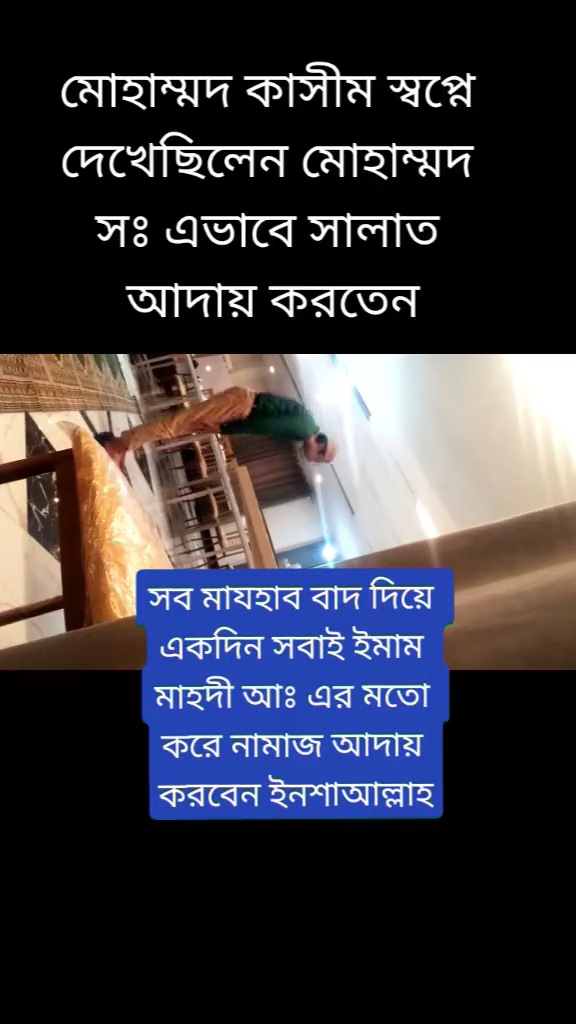 মোহাম্মদ কাসীম স্বপ্নে
দেখেছিলেন মোহাম্মদ
সঃ এভাবে সালাত
আদায় করতেন
সব মাযহাব বাদ দিয়ে
একদিন সবাই ইমাম
মাহদী আঃ এর মতো
করে নামাজ আদায়
করবেন ইনশাআল্লাহ